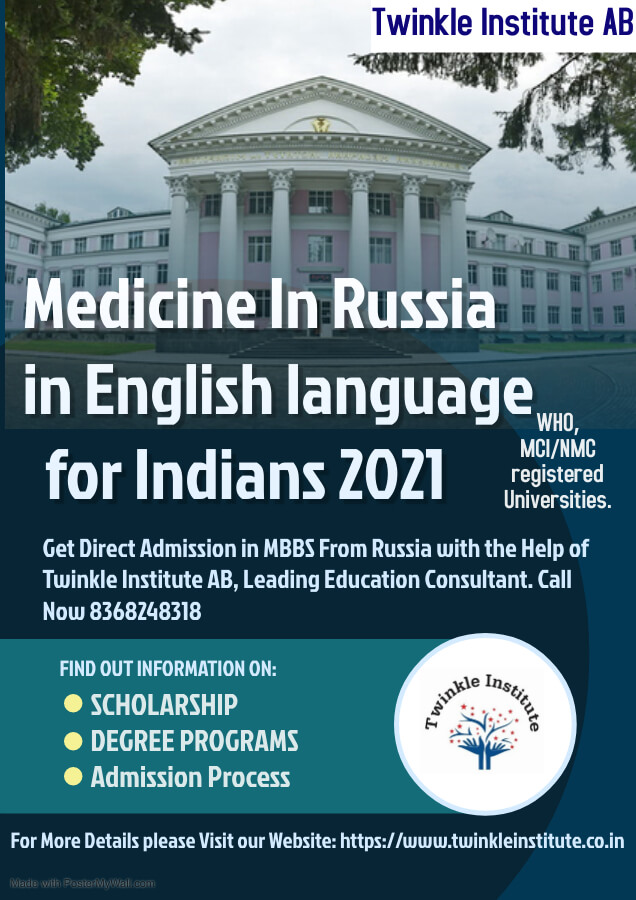 Twinkle Institute AB
Medicine In Russia
in English language
for Indians 2021
WHO,
MCI/NMC
registered
Universities.
Get Direct Admission in MBBS From Russia with the Help of
Twinkle Institute AB, Leading Education Consultant. Call
Now 8368248318
FIND OUT INFORMATION ON:
SCHOLARSHIP
DEGREE PROGRAMS
Admission Process
Twinkle Institute
For More Details please Visit our Website: https://www.twinkleinstitute.co.in
Made with PosterMyWall.com